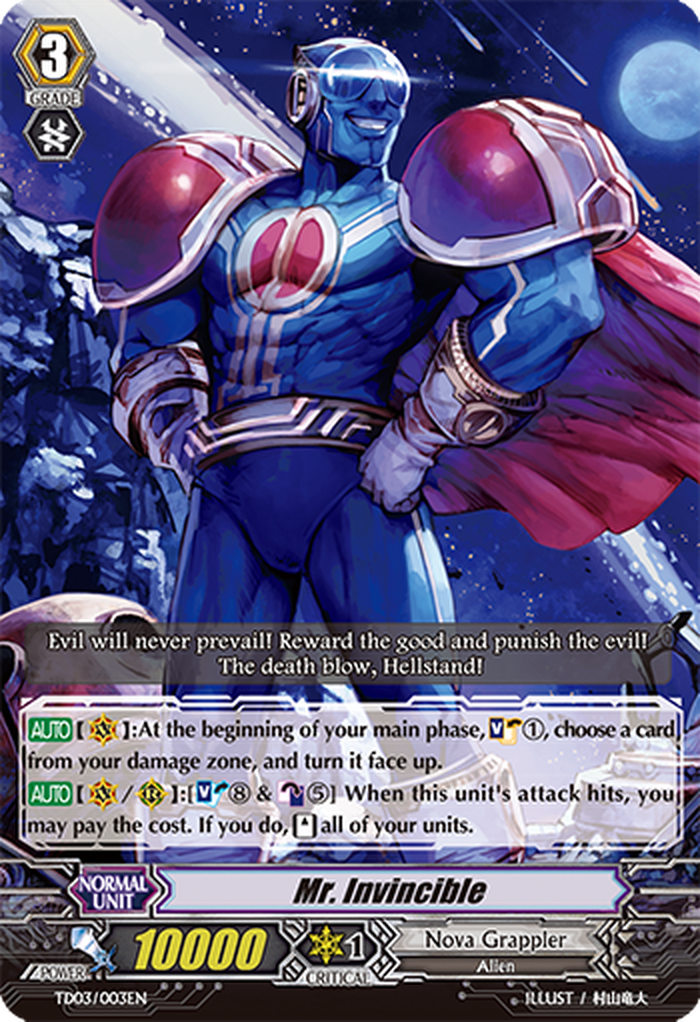 3
GRADE
Evil will never prevail! Reward the good and punish the evil!
The death blow, Hellstand!
AUTO [ V ]:At the beginning of your main phase, V ①, choose a card
from your damage zone, and turn it face up.
AUTO [ V / R ]:[ V ⑧ & ⑤] When this unit's attack hits, you
may pay the cost. If you do, all of your units.
NORMAL
UNIT
Mr. Invincible
POWER
10000
1
CRITICAL
Nova Grappler
Alien
TD03/003EN
ILLUST / 村山竜大